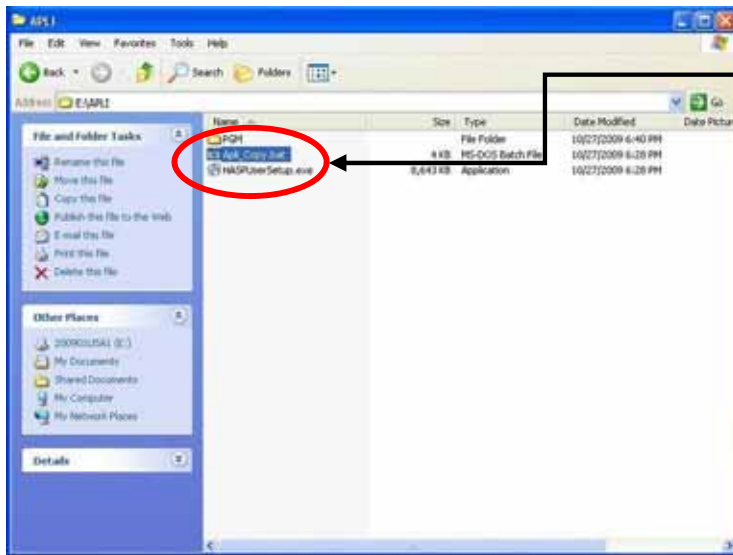 APLI
File Edit View Favorites Tools Help
Back Search Folders
Address E:\APLI Go
Name Size Type Date Modified Date Pictur
PGM File Folder 10/27/2009 6:40 PM
Apli_Copy.bat 4 KB MS-DOS Batch File 10/27/2009 6:28 PM
HASPUserSetup.exe 8,643 KB Application 10/27/2009 6:28 PM
File and Folder Tasks
Rename this file
Move this file
Copy this file
Publish this file to the Web
E-mail this file
Print this file
Delete this file
Other Places
(E:)
My Documents
Shared Documents
My Computer
My Network Places
Details